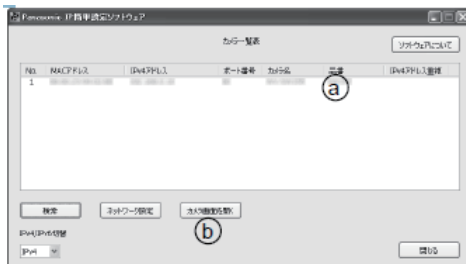 Panasonic IP簡単設定ソフトウェア
カメラ一覧表
ソフトウェアについて
No. MACアドレス IPv4アドレス ポート番号 カメラ名 品番 IPv4アドレス重複
1
a
検索 ネットワーク設定 カメラ画面を開く
b
IPv4/IPv6切替
IPv4 閉じる